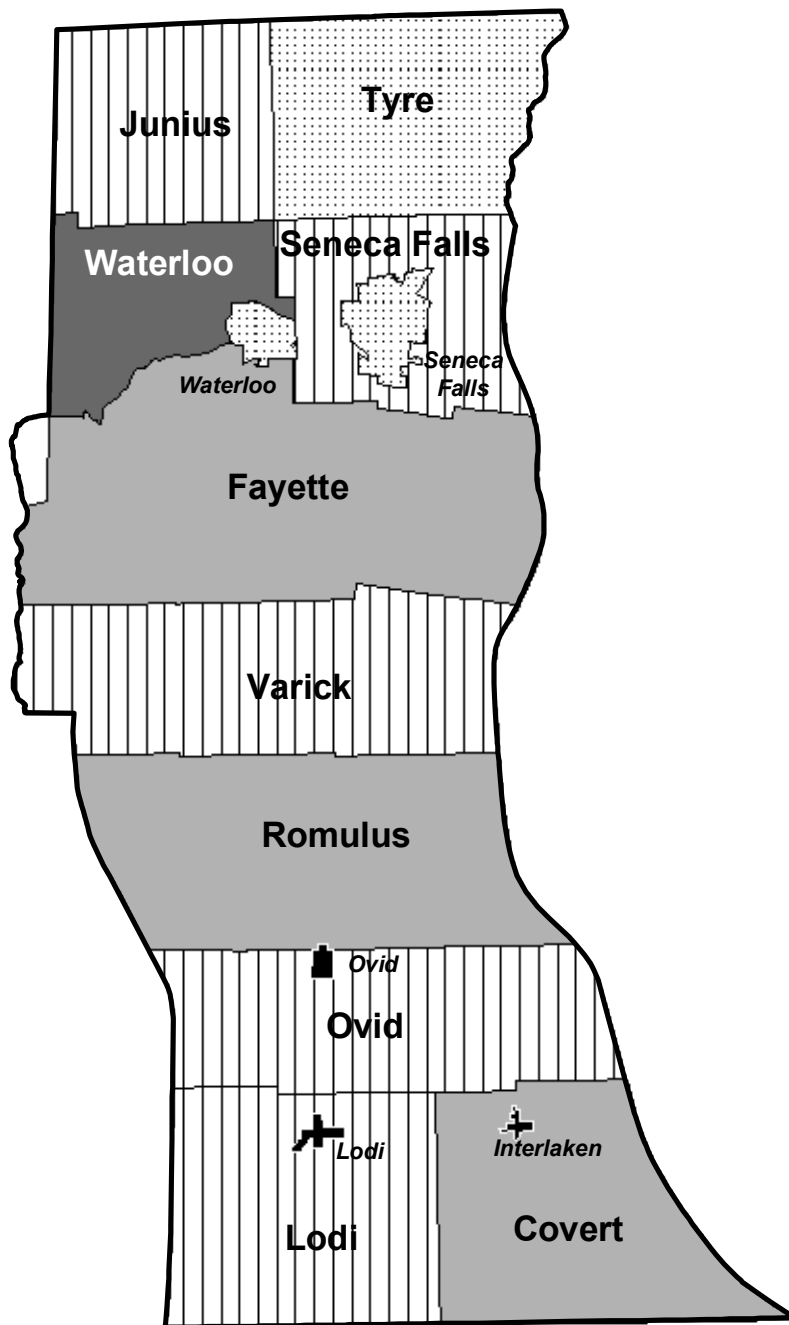 Tyre
Junius
Seneca Falls
Waterloo
Seneca
Falls
Waterloo
Fayette
Varick
Romulus
Ovid
Ovid
Lodi
Interlaken
Lodi
Covert